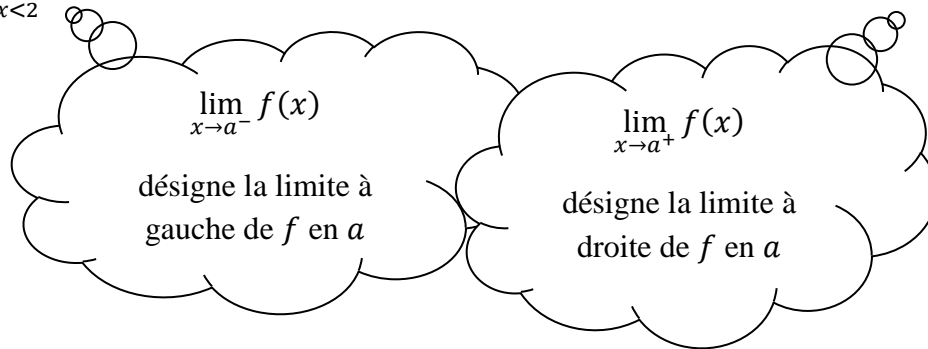 x<2
lim f(x)
x→a⁻
désigne la limite à
gauche de f en a
lim f(x)
x→a⁺
désigne la limite à
droite de f en a